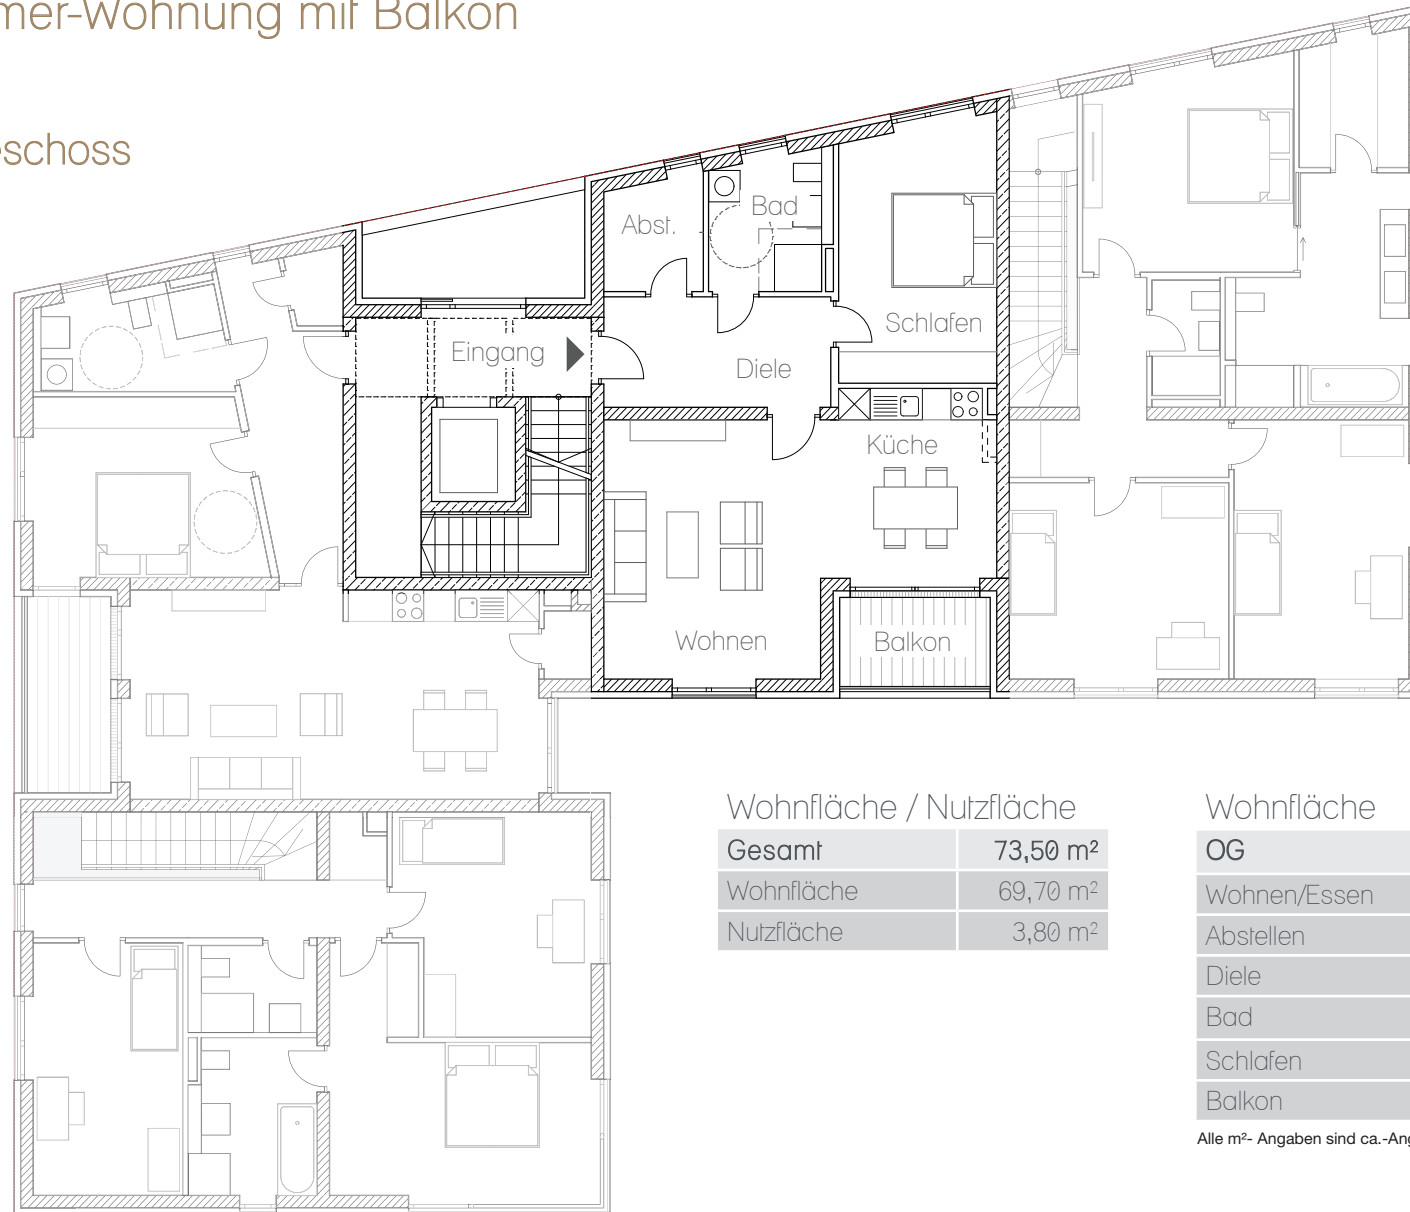 mer-Wohnung mit Balkon
eschoss
Abst.
Bad
Schlafen
Eingang
Diele
Küche
Wohnen
Balkon
Wohnfläche / Nutzfläche
Gesamt 73,50 m²
Wohnfläche 69,70 m²
Nutzfläche 3,80 m²
Wohnfläche
OG
Wohnen/Essen
Abstellen
Diele
Bad
Schlafen
Balkon
Alle m²- Angaben sind ca.-Ang